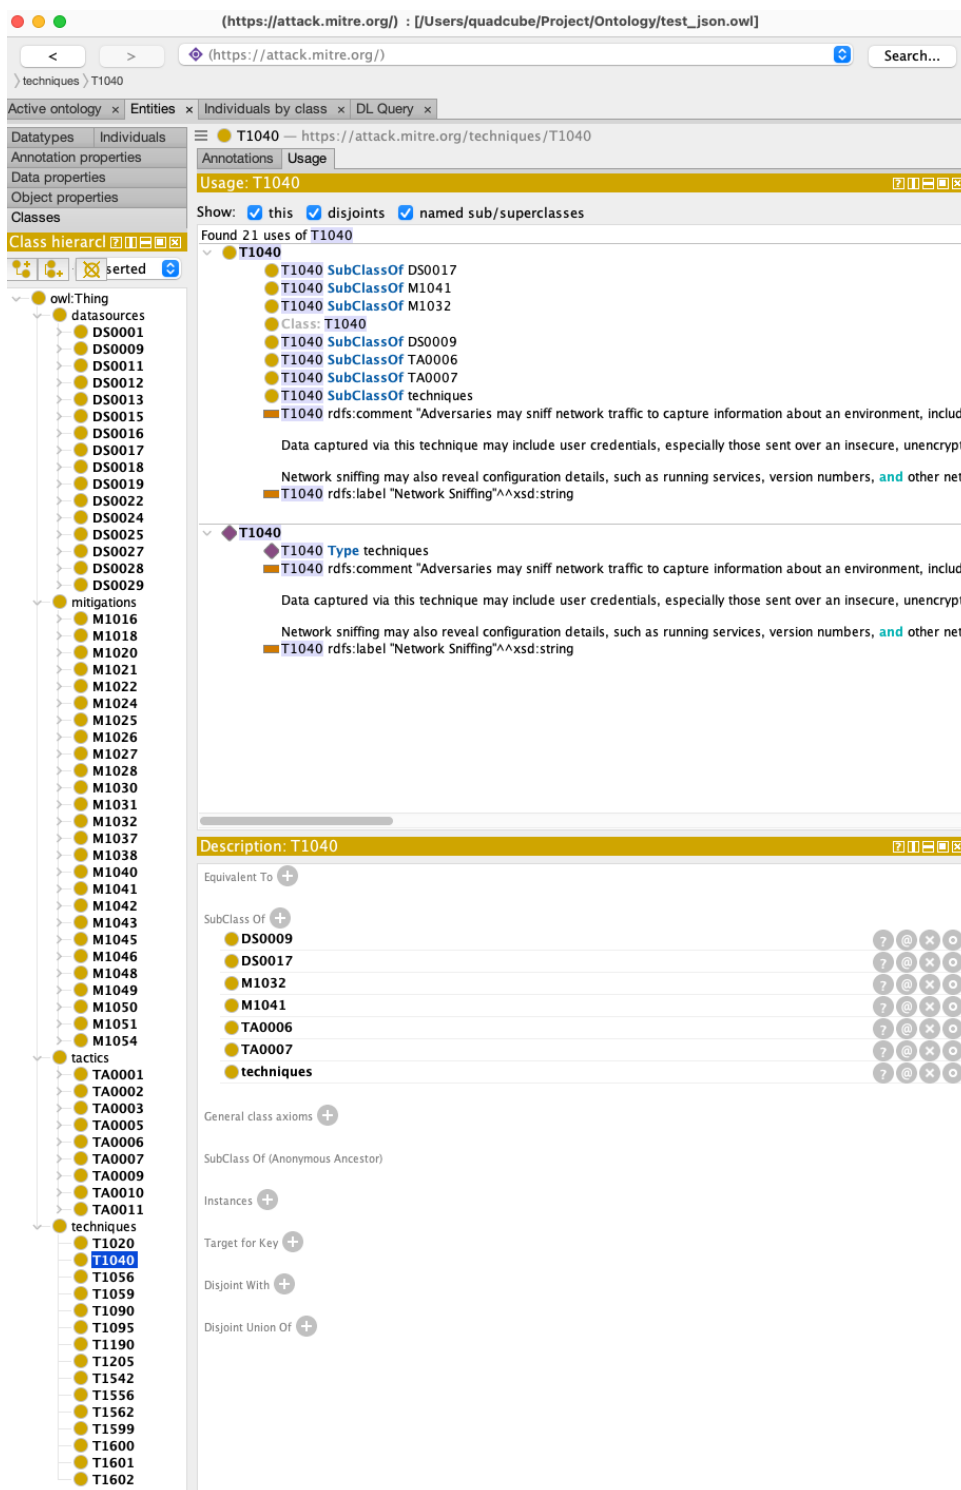 (https://attack.mitre.org/) : [/Users/quadcube/Project/Ontology/test_json.owl]
< > (https://attack.mitre.org/) Search...
techniques T1040
Active ontology × Entities × Individuals by class × DL Query ×
Datatypes Individuals
Annotation properties
Data properties
Object properties
Classes
Class hierarcl
serted
owl:Thing
datasources
DS0001
DS0009
DS0011
DS0012
DS0013
DS0015
DS0016
DS0017
DS0018
DS0019
DS0022
DS0024
DS0025
DS0027
DS0028
DS0029
mitigations
M1016
M1018
M1020
M1021
M1022
M1024
M1025
M1026
M1027
M1028
M1030
M1031
M1032
M1037
M1038
M1040
M1041
M1042
M1043
M1045
M1046
M1048
M1049
M1050
M1051
M1054
tactics
TA0001
TA0002
TA0003
TA0005
TA0006
TA0007
TA0009
TA0010
TA0011
techniques
T1020
T1040
T1056
T1059
T1090
T1095
T1190
T1205
T1542
T1556
T1562
T1599
T1600
T1601
T1602
T1040 — https://attack.mitre.org/techniques/T1040
Annotations Usage
Usage: T1040
Show: this disjoints named sub/superclasses
Found 21 uses of T1040
T1040
T1040 SubClassOf DS0017
T1040 SubClassOf M1041
T1040 SubClassOf M1032
Class: T1040
T1040 SubClassOf DS0009
T1040 SubClassOf TA0006
T1040 SubClassOf TA0007
T1040 SubClassOf techniques
T1040 rdfs:comment "Adversaries may sniff network traffic to capture information about an environment, includ
Data captured via this technique may include user credentials, especially those sent over an insecure, unencrypt
Network sniffing may also reveal configuration details, such as running services, version numbers, and other net
T1040 rdfs:label "Network Sniffing"^^xsd:string
T1040
T1040 Type techniques
T1040 rdfs:comment "Adversaries may sniff network traffic to capture information about an environment, includ
Data captured via this technique may include user credentials, especially those sent over an insecure, unencrypt
Network sniffing may also reveal configuration details, such as running services, version numbers, and other net
T1040 rdfs:label "Network Sniffing"^^xsd:string
Description: T1040
Equivalent To
SubClass Of
DS0009
DS0017
M1032
M1041
TA0006
TA0007
techniques
General class axioms
SubClass Of (Anonymous Ancestor)
Instances
Target for Key
Disjoint With
Disjoint Union Of